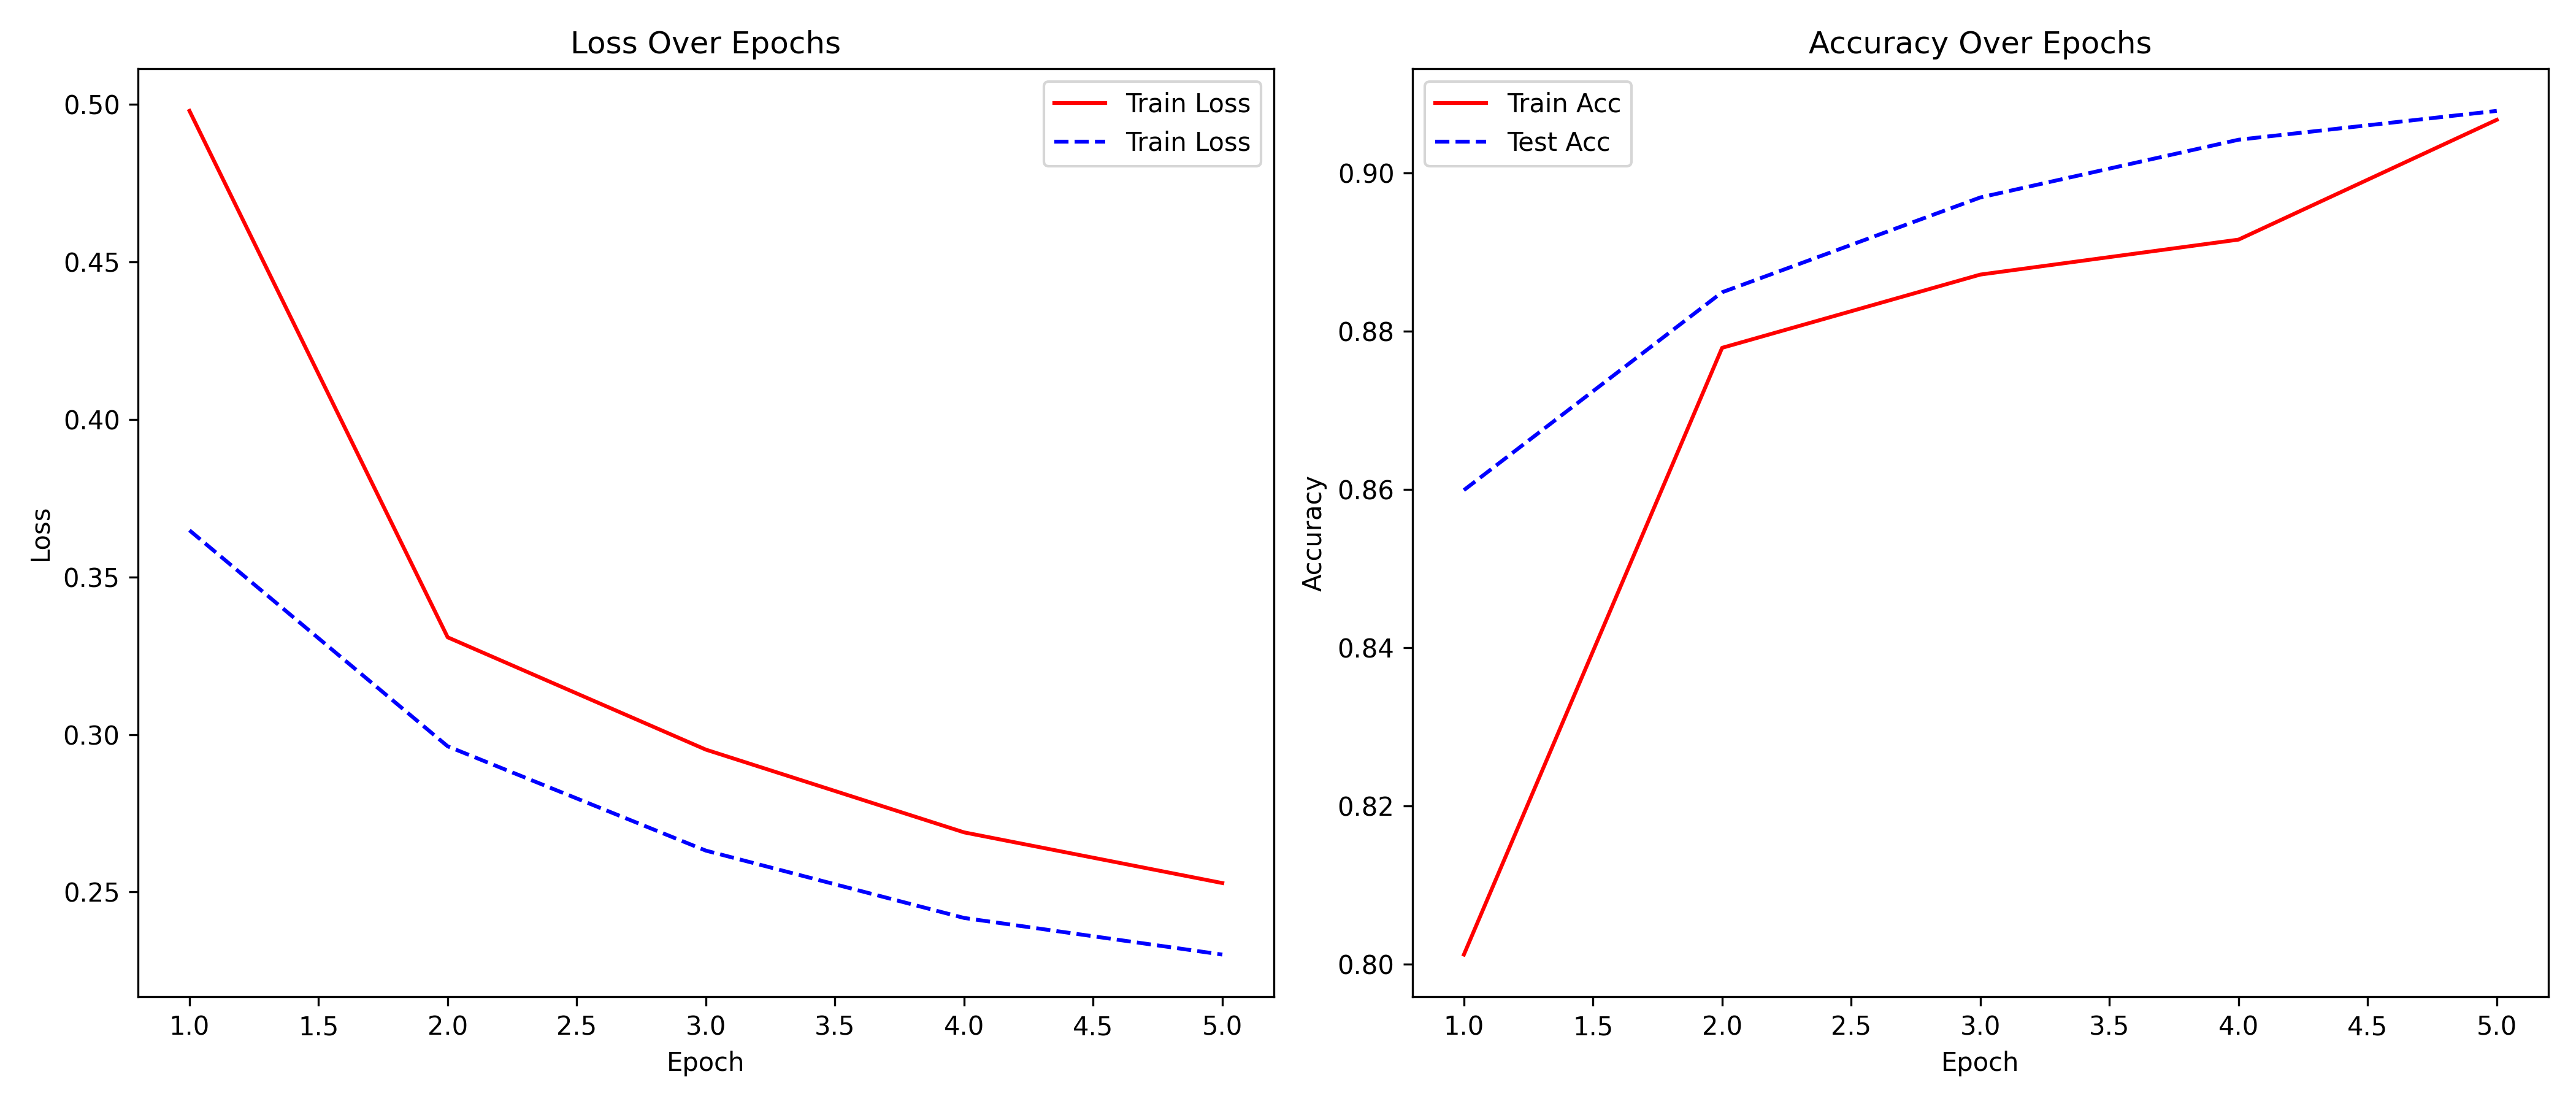 Loss Over Epochs
Train Loss
Train Loss
0.50
0.45
0.40
0.35
0.30
0.25
Loss
1.0 1.5 2.0 2.5 3.0 3.5 4.0 4.5 5.0
Epoch
Accuracy Over Epochs
Train Acc
Test Acc
0.90
0.88
0.86
0.84
0.82
0.80
Accuracy
1.0 1.5 2.0 2.5 3.0 3.5 4.0 4.5 5.0
Epoch